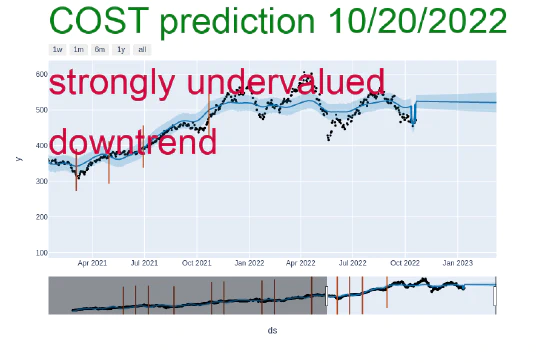 COST prediction 10/20/2022
1w 1m 6m 1y all
strongly undervalued
downtrend
600
500
400
300
200
100
y
Apr 2021 Jul 2021 Oct 2021 Jan 2022 Apr 2022 Jul 2022 Oct 2022 Jan 2023
ds